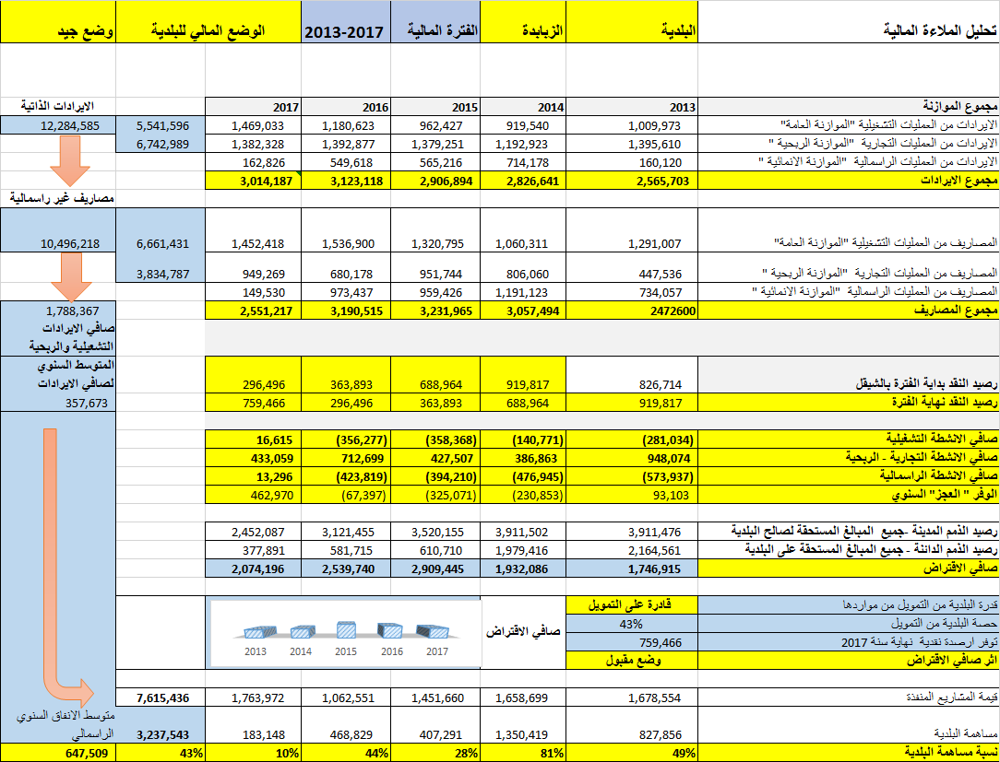 تحليل الملاءة المالية البلدية الزبابدة الفترة المالية 2013-2017 الوضع المالي للبلدية وضع جيد
مجموع الموازنة 2013 2014 2015 2016 2017 الايرادات الذاتية
الايرادات من العمليات التشغيلية "الموازنة العامة" 1,009,973 919,540 962,427 1,180,623 1,469,033 5,541,596 12,284,585
الايرادات من العمليات التجارية "الموازنة الربحية " 1,395,610 1,192,923 1,379,251 1,392,877 1,382,328 6,742,989
الايرادات من العمليات الراسمالية "الموازنة الانمائية " 160,120 714,178 565,216 549,618 162,826
مجموع الايرادات 2,565,703 2,826,641 2,906,894 3,123,118 3,014,187
مصاريف غير راسمالية
المصاريف من العمليات التشغيلية "الموازنة العامة" 1,291,007 1,060,311 1,320,795 1,536,900 1,452,418 6,661,431 10,496,218
المصاريف من العمليات التجارية "الموازنة الربحية " 447,536 806,060 951,744 680,178 949,269 3,834,787
المصاريف من العمليات الراسمالية "الموازنة الانمائية " 734,057 1,191,123 959,426 973,437 149,530
مجموع المصاريف 2472600 3,057,494 3,231,965 3,190,515 2,551,217 1,788,367
صافي الايرادات
التشغيلية والربحية
المتوسط السنوي
رصيد النقد بداية الفترة بالشيقل 826,714 919,817 688,964 363,893 296,496 لصافي الايرادات
رصيد النقد نهاية الفترة 919,817 688,964 363,893 296,496 759,466 357,673
صافي الانشطة التشغيلية (281,034) (140,771) (358,368) (356,277) 16,615
صافي الانشطة التجارية - الربحية 948,074 386,863 427,507 712,699 433,059
صافي الانشطة الراسمالية (573,937) (476,945) (394,210) (423,819) 13,296
الوفر " العجز" السنوي 93,103 (230,853) (325,071) (67,397) 462,970
رصيد الذمم المدينة -جميع المبالغ المستحقة لصالح البلدية 3,911,476 3,911,502 3,520,155 3,121,455 2,452,087
رصيد الذمم الدائنة - جميع المبالغ المستحقة على البلدية 2,164,561 1,979,416 610,710 581,715 377,891
صافي الاقتراض 1,746,915 1,932,086 2,909,445 2,539,740 2,074,196
قدرة البلدية من التمويل من مواردها قادرة على التمويل
حصة البلدية من التمويل 43% صافي الاقتراض
توفر ارصدة نقدية نهاية سنة 2017 759,466
2013 2014 2015 2016 2017
اثر صافي الاقتراض وضع مقبول
قيمة المشاريع المنفذة 1,678,554 1,658,699 1,451,660 1,062,551 1,763,972 7,615,436
متوسط الانفاق السنوي
مساهمة البلدية 827,856 1,350,419 407,291 468,829 183,148 3,237,543 الراسمالي
نسبة مساهمة البلدية 49% 81% 28% 44% 10% 43% 647,509